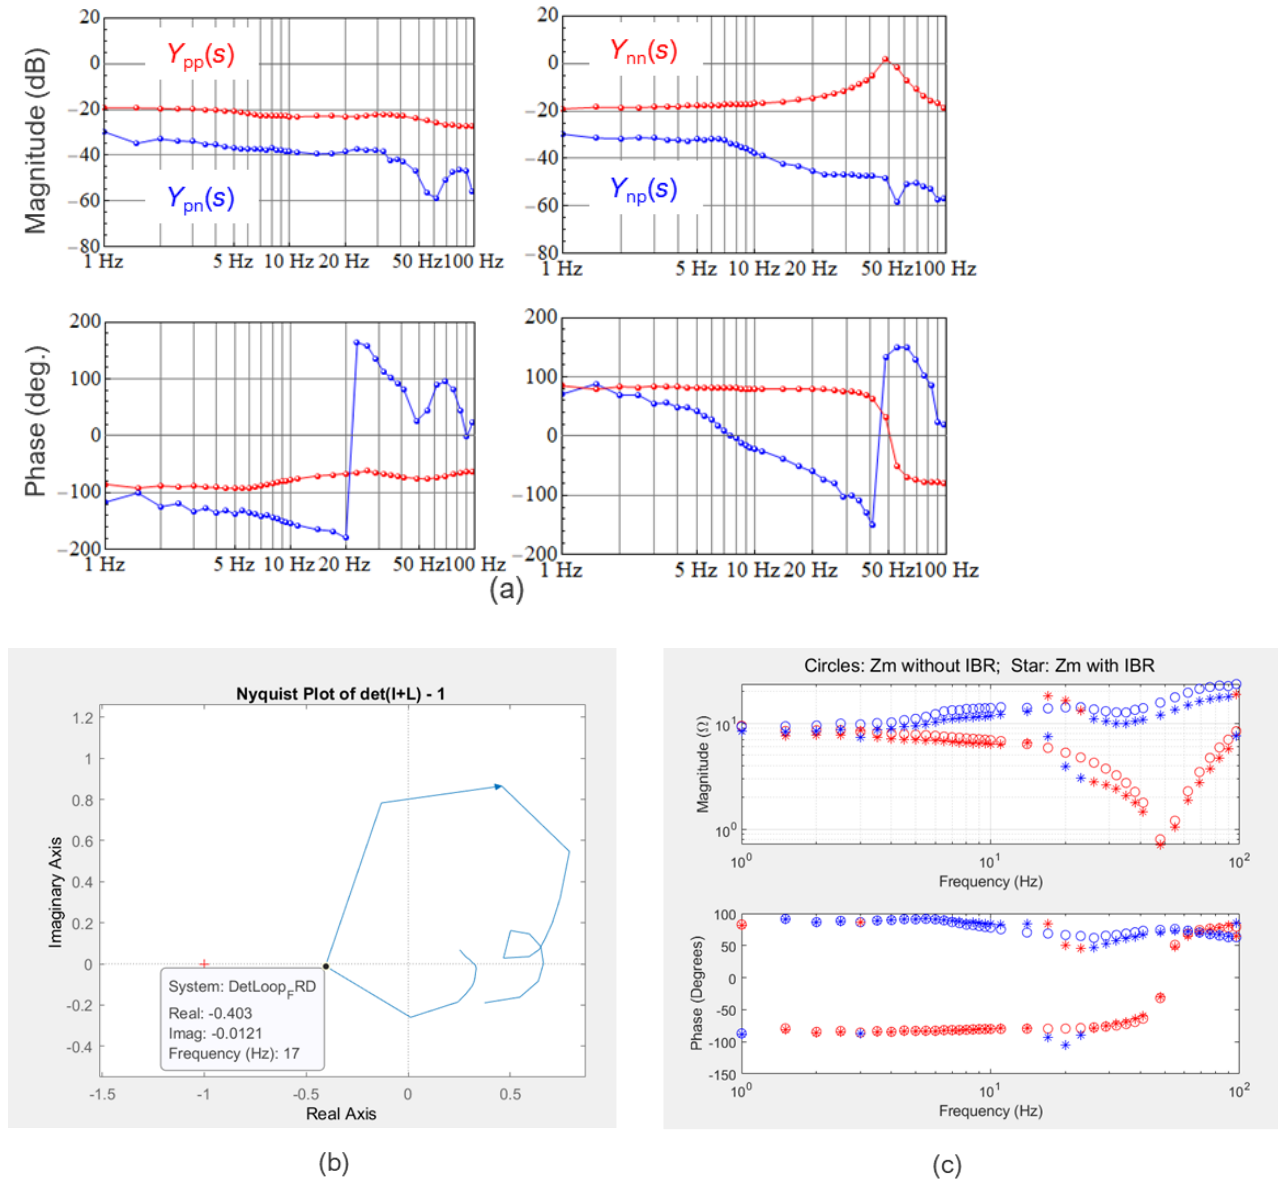 Magnitude (dB)
20
0
−20
−40
−60
−80
Ypp(s)
Ypn(s)
1 Hz 5 Hz 10 Hz 20 Hz 50 Hz 100 Hz
20
0
−20
−40
−60
−80
Ynn(s)
Ynp(s)
1 Hz 5 Hz 10 Hz 20 Hz 50 Hz 100 Hz
Phase (deg.)
200
100
0
−100
−200
1 Hz 5 Hz 10 Hz 20 Hz 50 Hz 100 Hz
200
100
0
−100
−200
1 Hz 5 Hz 10 Hz 20 Hz 50 Hz 100 Hz
(a)
Nyquist Plot of det(I+L) - 1
Imaginary Axis
1.2
1
0.8
0.6
0.4
0.2
0
-0.2
-0.4
System: DetLoopFRD
Real: -0.403
Imag: -0.0121
Frequency (Hz): 17
-1.5 -1 -0.5 0 0.5
Real Axis
(b)
Circles: Zm without IBR; Star: Zm with IBR
Magnitude (Ω)
10^1
10^0
10^0 10^1 10^2
Frequency (Hz)
Phase (Degrees)
100
50
0
-50
-100
-150
10^0 10^1 10^2
Frequency (Hz)
(c)